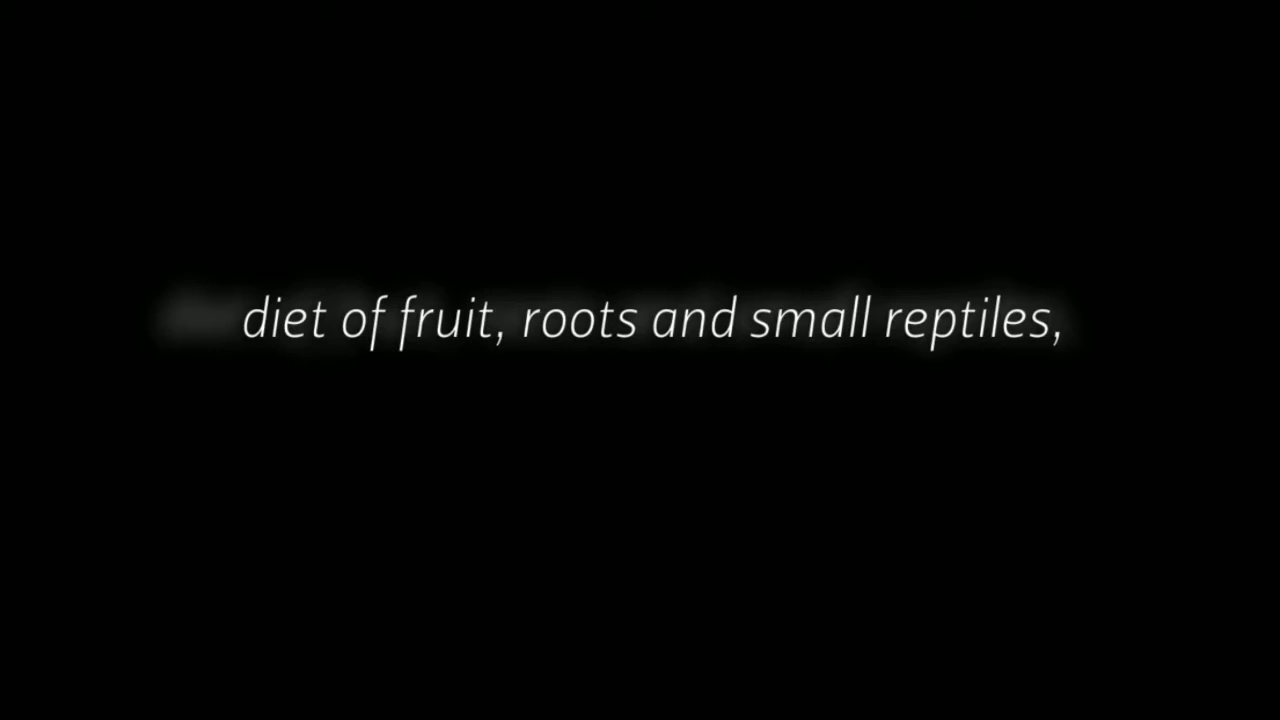 diet of fruit, roots and small reptiles,